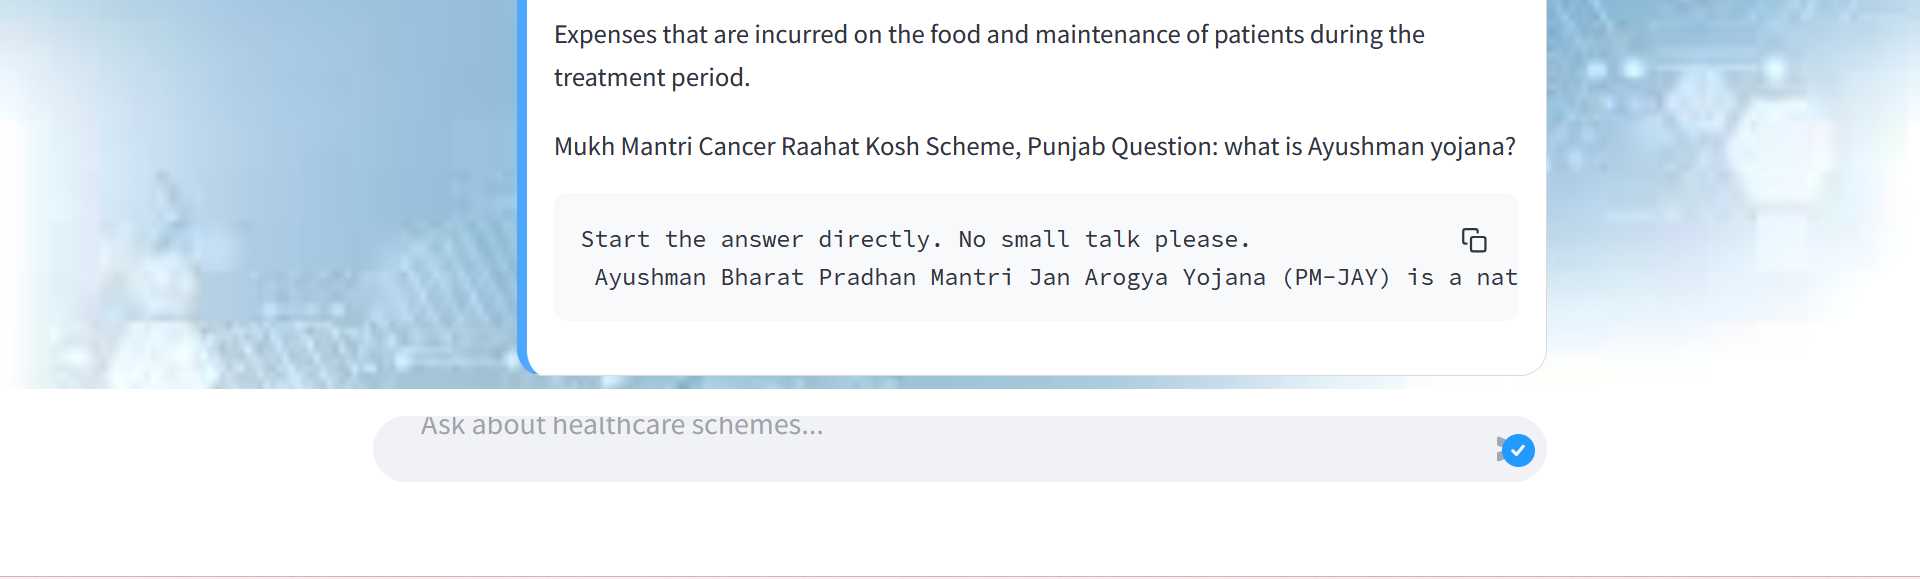 Expenses that are incurred on the food and maintenance of patients during the
treatment period.
Mukh Mantri Cancer Raahat Kosh Scheme, Punjab Question: what is Ayushman yojana?
Start the answer directly. No small talk please.
Ayushman Bharat Pradhan Mantri Jan Arogya Yojana (PM-JAY) is a nat
Ask about healthcare schemes...